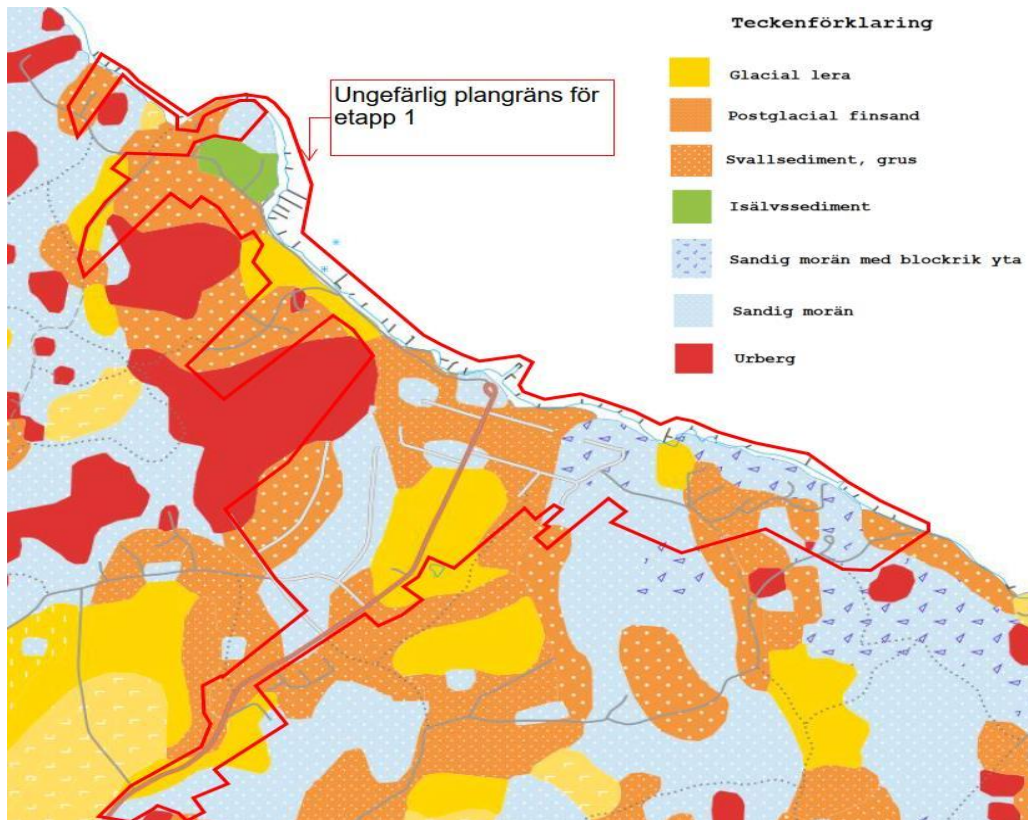 Teckenförklaring
Glacial lera
Postglacial finsand
Svallsediment, grus
Isälvssediment
Sandig morän med blockrik yta
Sandig morän
Urberg
Ungefärlig plangräns för
etapp 1